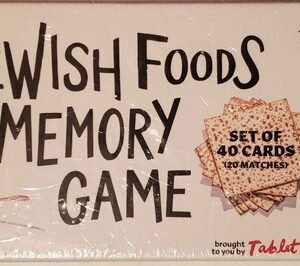 EWISH FOODS
MEMORY
GAME
SET OF
40 CARDS
(20 MATCHES)
brought
to you by Tablet